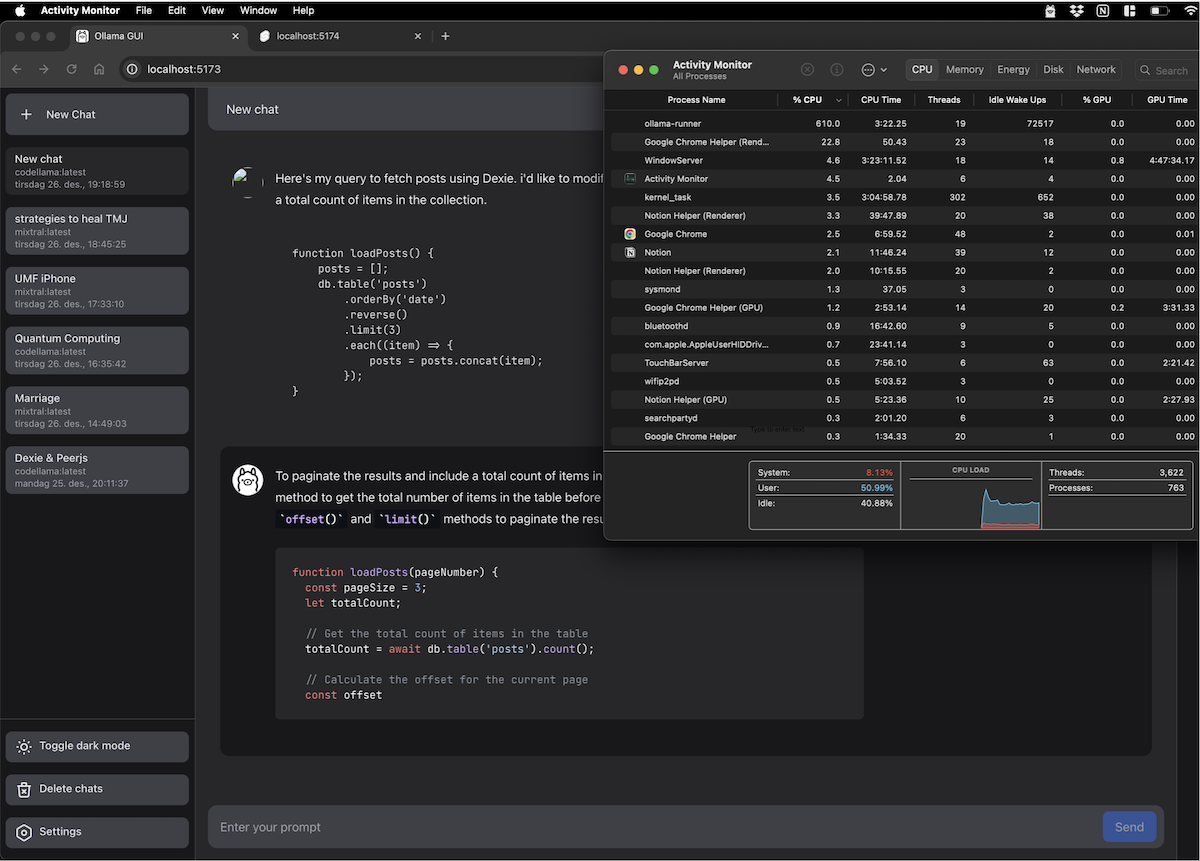 Activity Monitor File Edit View Window Help
Ollama GUI
localhost:5174
localhost:5173
New Chat
New chat
codellama:latest
tirsdag 26. des., 19:18:59
strategies to heal TMJ
mixtral:latest
tirsdag 26. des., 18:45:25
UMF iPhone
mixtral:latest
tirsdag 26. des., 17:33:10
Quantum Computing
codellama:latest
tirsdag 26. des., 16:35:42
Marriage
mixtral:latest
tirsdag 26. des., 14:49:03
Dexie & Peerjs
codellama:latest
mandag 25. des., 20:11:37
Toggle dark mode
Delete chats
Settings
New chat
Here's my query to fetch posts using Dexie. i'd like to modif
a total count of items in the collection.
function loadPosts() {
posts = [];
db.table('posts')
.orderBy('date')
.reverse()
.limit(3)
.each((item) => {
posts = posts.concat(item);
});
}
To paginate the results and include a total count of items in
method to get the total number of items in the table before
`offset()` and `limit()` methods to paginate the resu
function loadPosts(pageNumber) {
const pageSize = 3;
let totalCount;
// Get the total count of items in the table
totalCount = await db.table('posts').count();
// Calculate the offset for the current page
const offset
Enter your prompt
Send
Activity Monitor
All Processes
CPU Memory Energy Disk Network
Search
Process Name % CPU CPU Time Threads Idle Wake Ups % GPU GPU Time
ollama-runner 610.0 3:22.25 19 72517 0.0 0.00
Google Chrome Helper (Rend... 22.8 50.43 23 18 0.0 0.00
WindowServer 4.6 3:23:11.52 18 14 0.8 4:47:34.17
Activity Monitor 4.5 2.04 6 4 0.0 0.00
kernel_task 3.5 3:04:58.78 302 652 0.0 0.00
Notion Helper (Renderer) 3.3 39:47.89 20 38 0.0 0.00
Google Chrome 2.5 6:59.52 48 2 0.0 0.01
Notion 2.1 11:46.24 39 12 0.0 0.00
Notion Helper (Renderer) 2.0 10:15.55 20 2 0.0 0.00
sysmond 1.3 37.05 3 0 0.0 0.00
Google Chrome Helper (GPU) 1.2 2:53.14 14 20 0.2 3:31.33
bluetoothd 0.9 16:42.60 9 5 0.0 0.00
com.apple.AppleUserHIDDriv... 0.7 23:41.14 3 0 0.0 0.00
TouchBarServer 0.5 7:56.10 6 63 0.0 2:21.42
wifip2pd 0.5 5:03.52 3 0 0.0 0.00
Notion Helper (GPU) 0.5 5:23.36 10 25 0.0 2:27.93
searchpartyd 0.3 2:01.20 6 3 0.0 0.00
Type to enter text
Google Chrome Helper 0.3 1:34.33 20 1 0.0 0.00
System: 8.13%
User: 50.99%
Idle: 40.88%
CPU LOAD
Threads: 3,622
Processes: 763